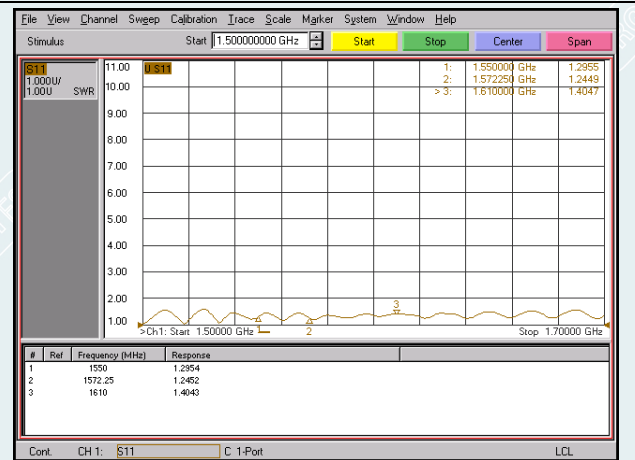 File View Channel Sweep Calibration Trace Scale Marker System Window Help
Stimulus Start 1.500000000 GHz Start Stop Center Span
S11
1.000U/
1.00U SWR
U S11
1: 1.550000 GHz 1.2955
2: 1.572250 GHz 1.2449
> 3: 1.610000 GHz 1.4047
11.00
10.00
9.00
8.00
7.00
6.00
5.00
4.00
3.00
2.00
1.00
1
2
3
>Ch1: Start 1.50000 GHz Stop 1.70000 GHz
# Ref Frequency (MHz) Response
1 1550 1.2954
2 1572.25 1.2452
3 1610 1.4043
Cont. CH 1: S11 C 1-Port LCL